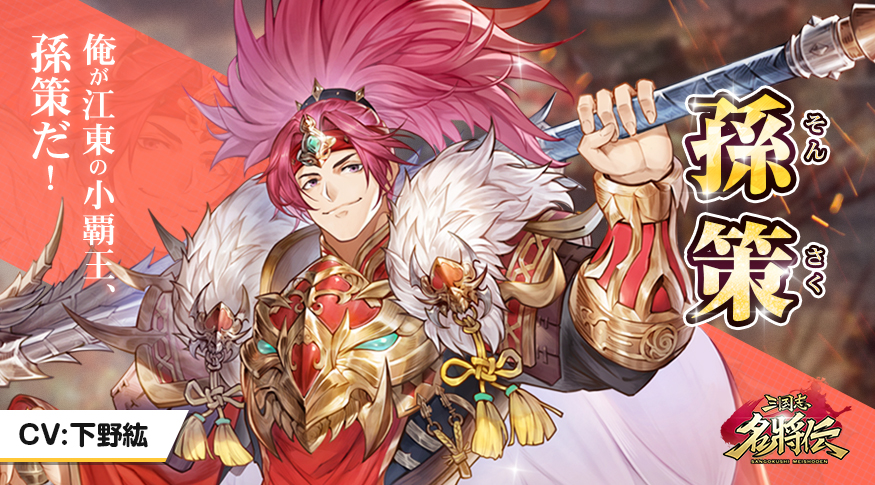 俺が江東の小覇王、
孫策だ!
孫策
そん
さく
CV:下野紘
三国志
名将伝
SANGOKUSHI MEISHODEN